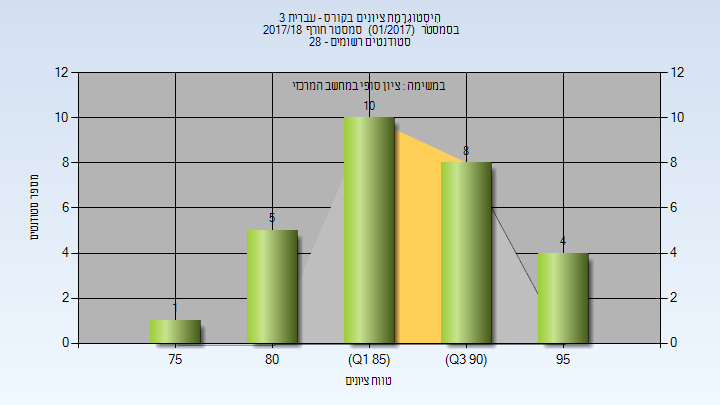 היסטוגרמת ציונים בקורס - עברית 3
בסמסטר (01/2017) סמסטר חורף 2017/18
סטודנטים רשומים - 28
במשימה : ציון סופי במחשב המרכזי
12 12
10 10
8 8
6 6
4 4
2 2
0 0
1 5 10 8 4
מספר סטודנטים
75 80 (Q1 85) (Q3 90) 95
טווח ציונים